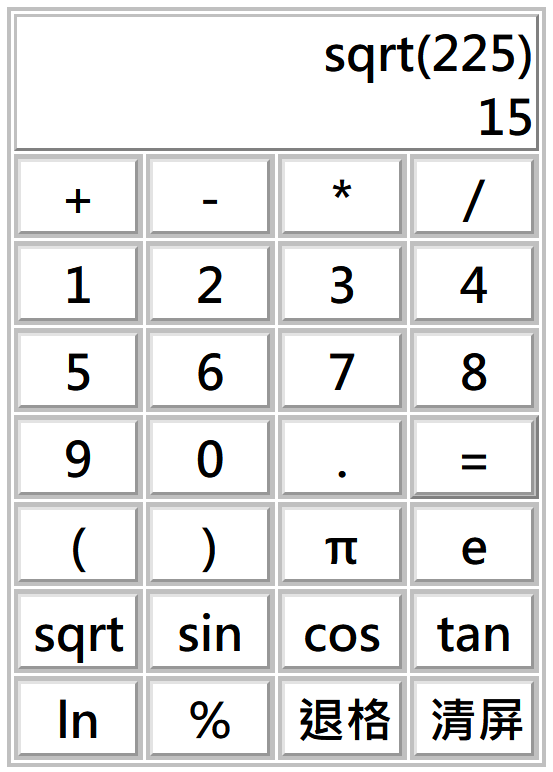 sqrt(225)
15
+ - * /
1 2 3 4
5 6 7 8
9 0 . =
( ) π e
sqrt sin cos tan
ln % 退格 清屏